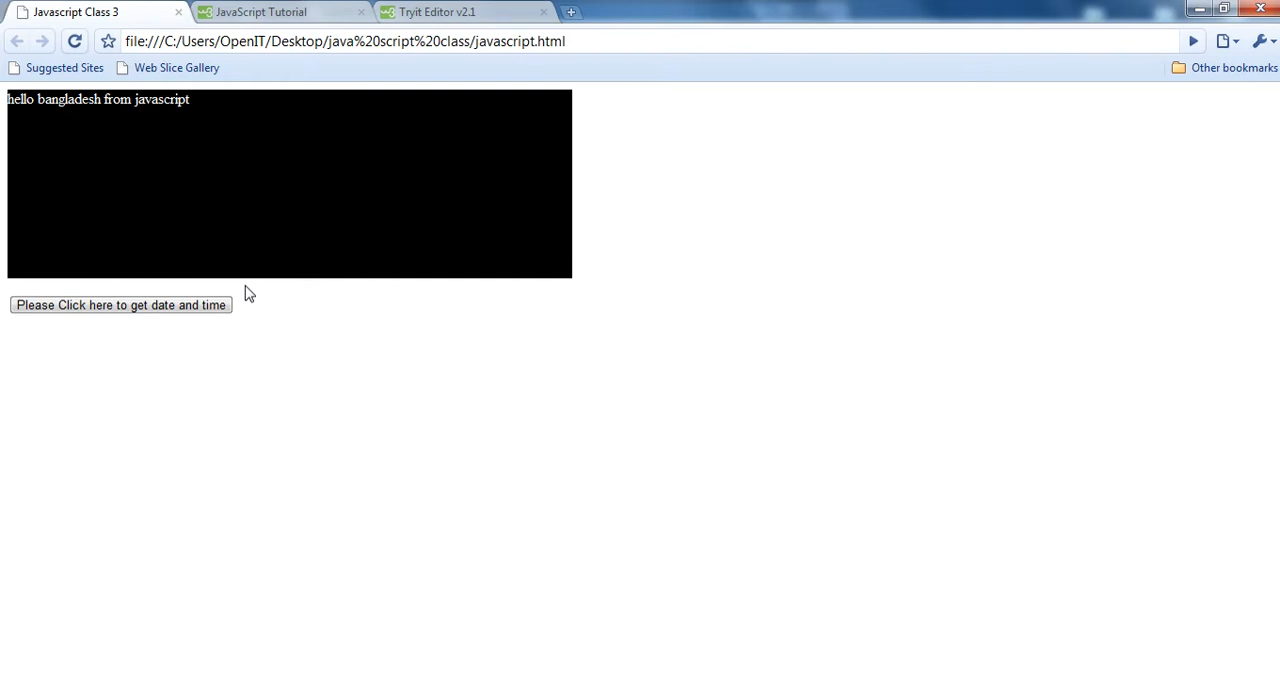 Javascript Class 3
JavaScript Tutorial
Tryit Editor v2.1
file:///C:/Users/OpenIT/Desktop/java%20script%20class/javascript.html
Suggested Sites
Web Slice Gallery
Other bookmarks
hello bangladesh from javascript
Please Click here to get date and time